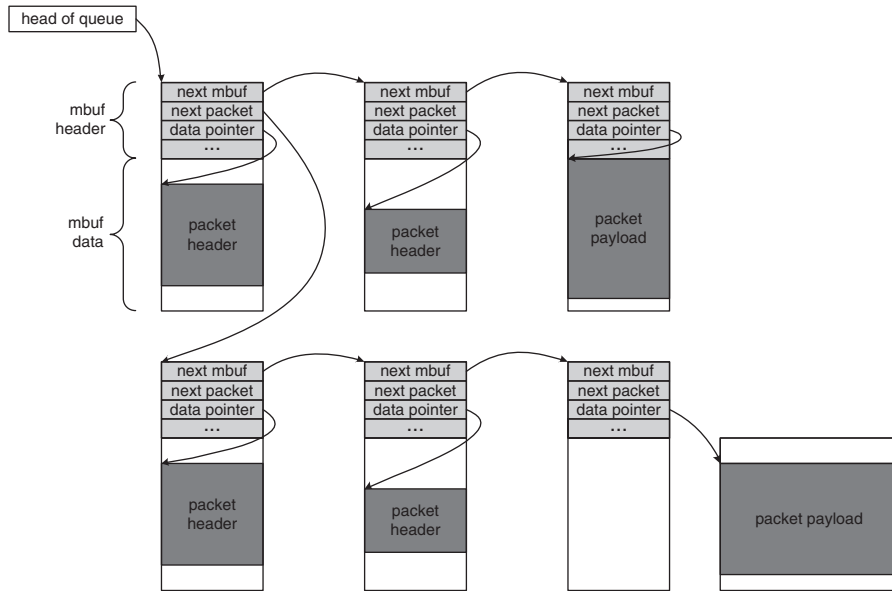 head of queue
mbuf
header
mbuf
data
next mbuf
next packet
data pointer
...
packet
header
next mbuf
next packet
data pointer
...
packet
header
next mbuf
next packet
data pointer
...
packet
payload
next mbuf
next packet
data pointer
...
packet
header
next mbuf
next packet
data pointer
...
packet
header
next mbuf
next packet
data pointer
...
packet payload